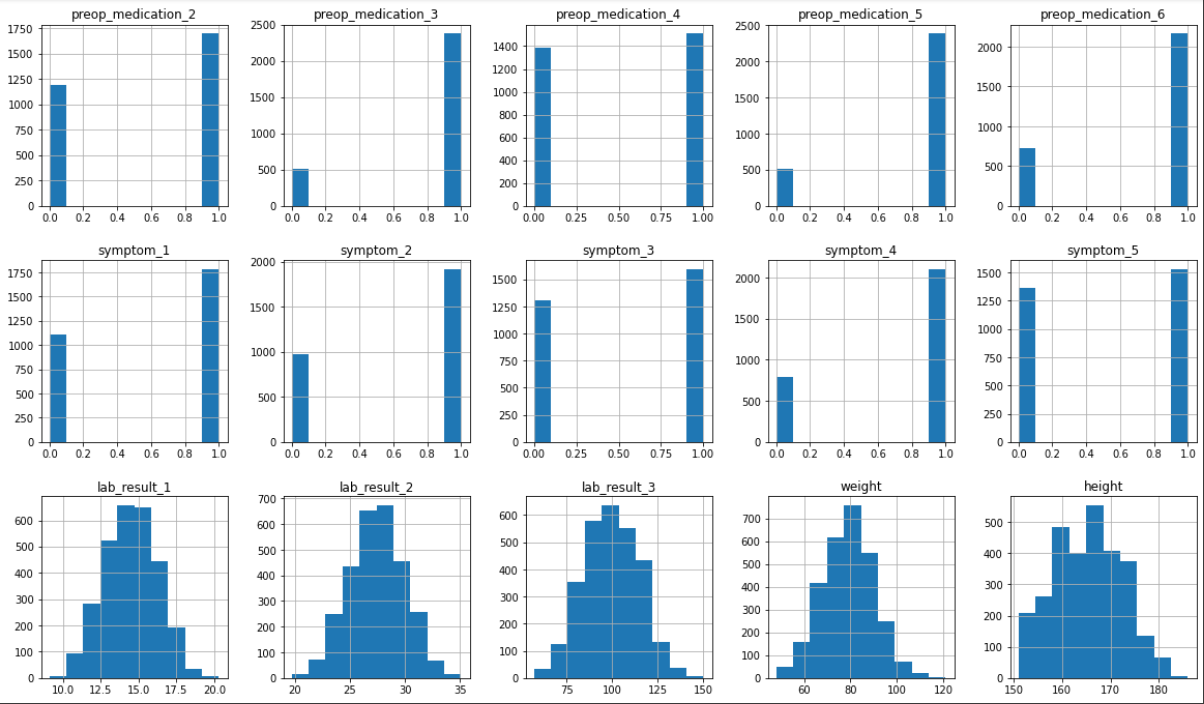 preop_medication_2 preop_medication_3 preop_medication_4 preop_medication_5 preop_medication_6
1750 2500 1400 2500 2000
1500 2000 1200 2000 1500
1250 1500 1000 1500 1000
1000 1000 800 1000 500
750 500 600 500 0
500 0 400 0
250 200
0 0
0.0 0.2 0.4 0.6 0.8 1.0 0.0 0.2 0.4 0.6 0.8 1.0 0.00 0.25 0.50 0.75 1.00 0.0 0.2 0.4 0.6 0.8 1.0 0.0 0.2 0.4 0.6 0.8 1.0
symptom_1 symptom_2 symptom_3 symptom_4 symptom_5
1750 2000 1500 2000 1500
1500 1500 1250 1500 1250
1250 1000 1000 1000 1000
1000 500 750 500 750
750 0 500 0 500
500 250 250
250 0 0
0
0.0 0.2 0.4 0.6 0.8 1.0 0.0 0.2 0.4 0.6 0.8 1.0 0.00 0.25 0.50 0.75 1.00 0.0 0.2 0.4 0.6 0.8 1.0 0.0 0.2 0.4 0.6 0.8 1.0
lab_result_1 lab_result_2 lab_result_3 weight height
600 700 600 700 500
500 600 500 600 400
400 500 400 500 300
300 400 300 400 200
200 300 200 300 100
100 200 100 200 0
0 100 0 100
0 0
10.0 12.5 15.0 17.5 20.0 20 25 30 35 75 100 125 150 60 80 100 120 150 160 170 180